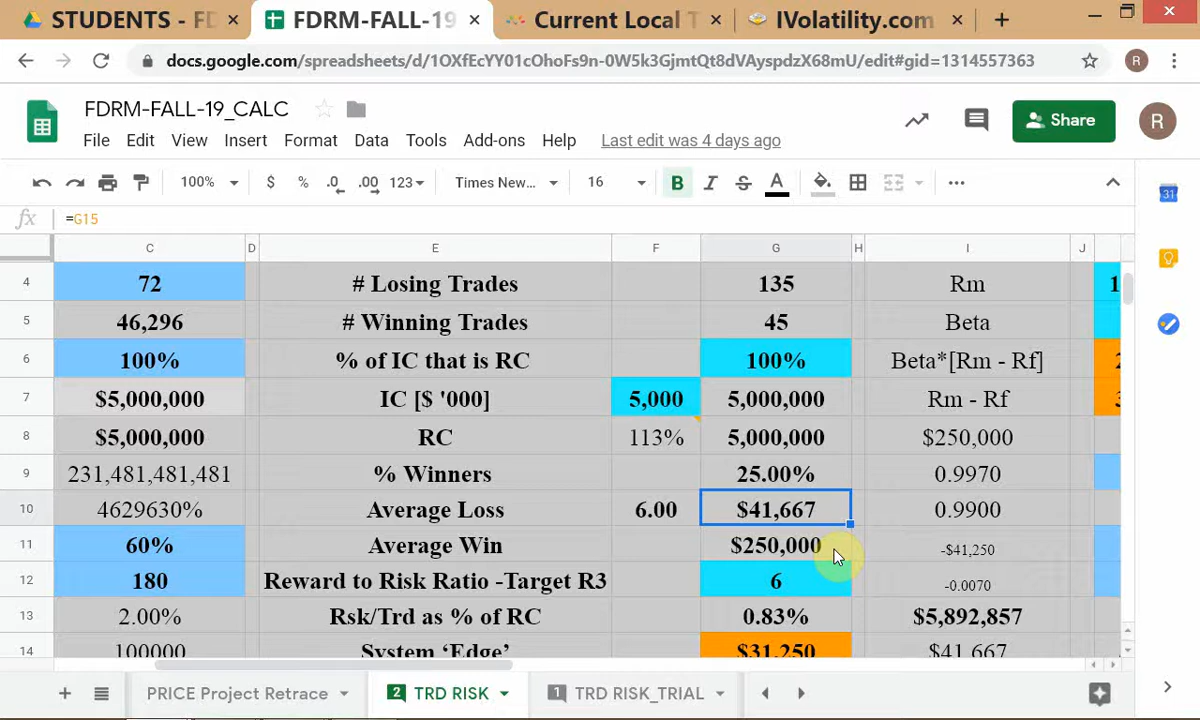 STUDENTS - FD × FDRM-FALL-19 × Current Local T × IVolatility.com × +
docs.google.com/spreadsheets/d/1OXfEcYY01cOhoFs9n-0W5k3GjmtQt8dVAyspdzX68mU/edit#gid=1314557363 R
FDRM-FALL-19_CALC Share R
File Edit View Insert Format Data Tools Add-ons Help Last edit was 4 days ago
100% $ % .0 .00 123 Times New... 16 B I S A ... 31
fx =G15
C D E F G H I J
4 72 # Losing Trades 135 Rm 1
5 46,296 # Winning Trades 45 Beta
6 100% % of IC that is RC 100% Beta*[Rm - Rf]
7 $5,000,000 IC [$ '000] 5,000 5,000,000 Rm - Rf
8 $5,000,000 RC 113% 5,000,000 $250,000
9 231,481,481,481 % Winners 25.00% 0.9970
10 4629630% Average Loss 6.00 $41,667 0.9900
11 60% Average Win $250,000 -$41,250
12 180 Reward to Risk Ratio -Target R3 6 -0.0070
13 2.00% Rsk/Trd as % of RC 0.83% $5,892,857
14 100000 System ‘Edge’ $31,250 $41,667
+ PRICE Project Retrace 2 TRD RISK 1 TRD RISK_TRIAL